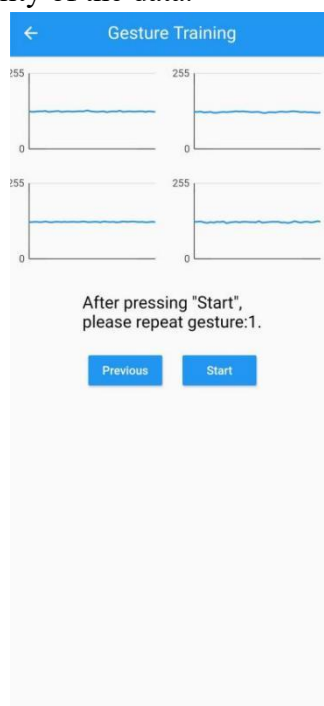 of the data.
Gesture Training
255 255
0 0
255 255
0 0
After pressing "Start",
please repeat gesture:1.
Previous Start